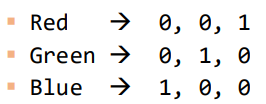 ▪ Red → 0, 0, 1
▪ Green → 0, 1, 0
▪ Blue → 1, 0, 0